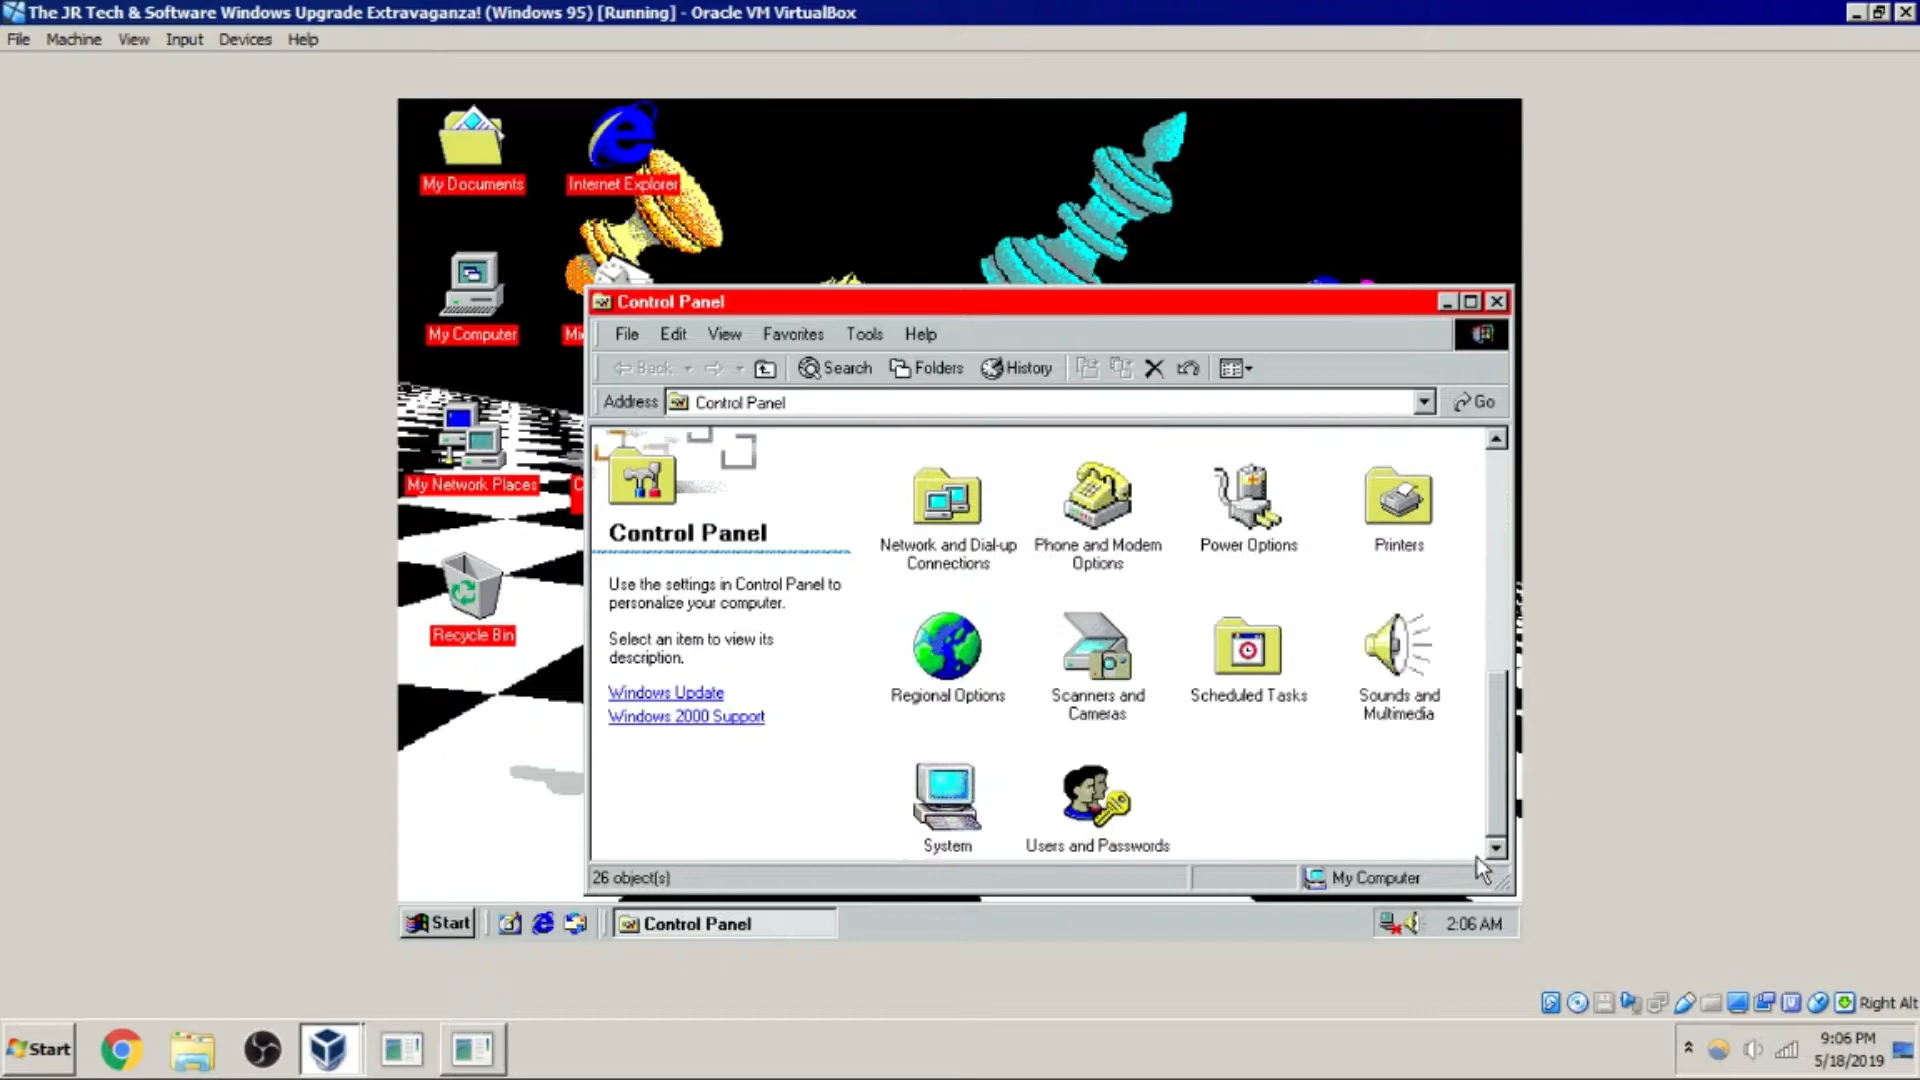 The JR Tech & Software Windows Upgrade Extravaganza! (Windows 95) [Running] - Oracle VM VirtualBox
File Machine View Input Devices Help
My Documents
Internet Explorer
My Computer
My Network Places
Recycle Bin
Control Panel
File Edit View Favorites Tools Help
Back Search Folders History
Address Control Panel Go
Control Panel
Use the settings in Control Panel to
personalize your computer.
Select an item to view its
description.
Windows Update
Windows 2000 Support
Network and Dial-up
Connections
Phone and Modem
Options
Power Options
Printers
Regional Options
Scanners and
Cameras
Scheduled Tasks
Sounds and
Multimedia
System
Users and Passwords
26 object(s)
My Computer
Start
Control Panel
2:06 AM
Right Alt
Start
9:06 PM
5/18/2019